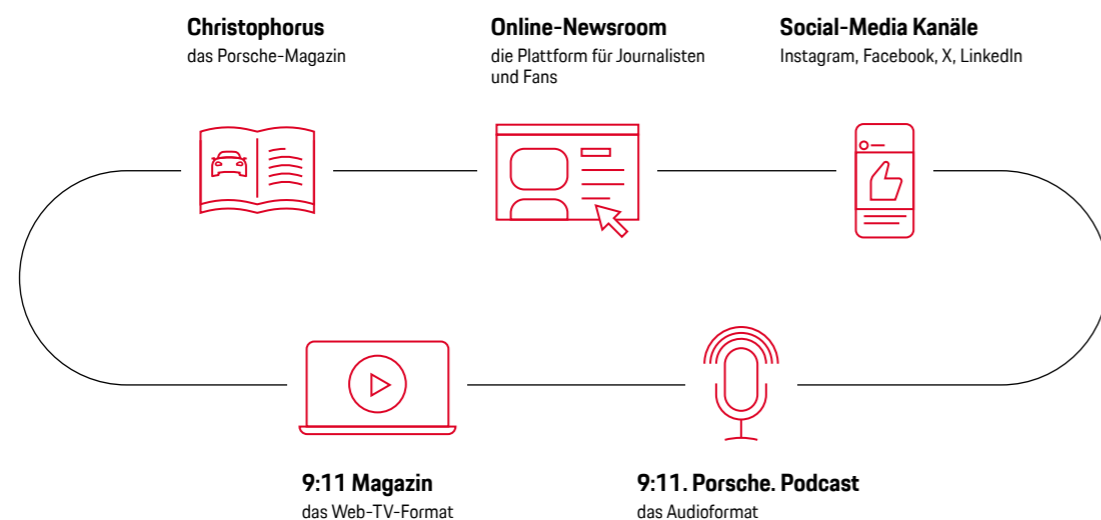 Christophorus
das Porsche-Magazin
Online-Newsroom
die Plattform für Journalisten
und Fans
Social-Media Kanäle
Instagram, Facebook, X, LinkedIn
9:11 Magazin
das Web-TV-Format
9:11. Porsche. Podcast
das Audioformat